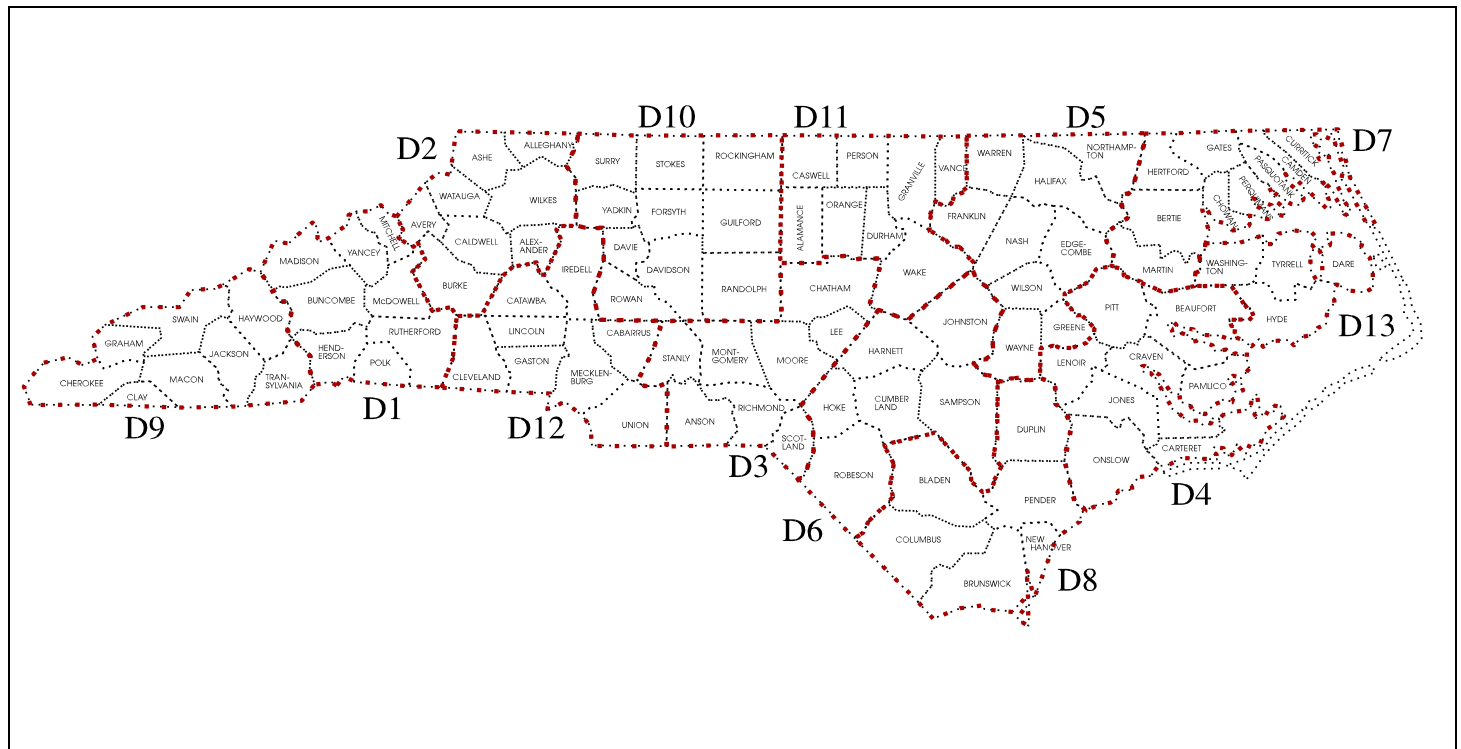 D10
D11
D5
D7
D2
ALLEGHANY
ASHE
SURRY
STOKES
ROCKINGHAM
CASWELL
PERSON
GRANVILLE
VANCE
WARREN
NORTHAMP-
TON
HALIFAX
HERTFORD
GATES
CURRITICK
CAMDEN
PASQUOTANK
PERQUIMANS
CHOWAN
WATAUGA
WILKES
YADKIN
FORSYTH
GUILFORD
ALAMANCE
ORANGE
DURHAM
FRANKLIN
NASH
EDGE-
COMBE
BERTIE
MARTIN
MITCHELL
AVERY
CALDWELL
ALEX-
ANDER
IREDELL
DAVIE
DAVIDSON
RANDOLPH
CHATHAM
WAKE
WILSON
PITT
WASHING-
TON
TYRRELL
DARE
MADISON
YANCEY
BUNCOMBE
McDOWELL
BURKE
CATAWBA
ROWAN
LINCOLN
CABARRUS
LEE
JOHNSTON
GREENE
BEAUFORT
HYDE
D13
SWAIN
HAYWOOD
RUTHERFORD
GRAHAM
JACKSON
HEND-
ERSON
POLK
CLEVELAND
GASTON
MECKLEN-
BURG
STANLY
MONT-
GOMERY
MOORE
HARNETT
WAYNE
LENOIR
CRAVEN
PAMLICO
CHEROKEE
MACON
TRAN-
SYLVANIA
CLAY
D9
D1
D12
UNION
ANSON
RICHMOND
SCOT-
LAND
HOKE
CUMBER
LAND
SAMPSON
DUPLIN
JONES
CARTERET
ONSLOW
D3
D4
ROBESON
BLADEN
PENDER
D6
COLUMBUS
NEW
HANOVER
BRUNSWICK
D8